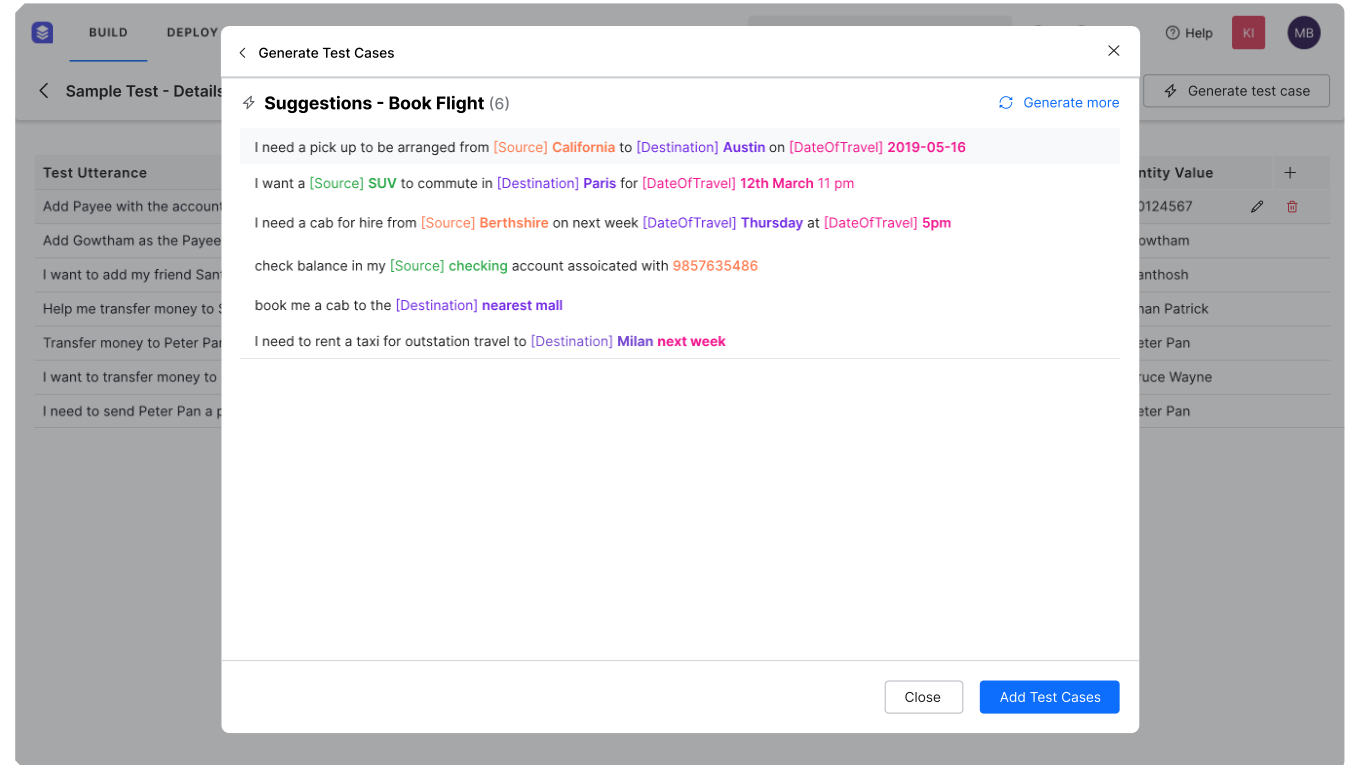 BUILD
DEPLOY
Help
KI
MB
Generate Test Cases
Sample Test - Details
Generate test case
Suggestions - Book Flight (6)
Generate more
I need a pick up to be arranged from [Source] California to [Destination] Austin on [DateOfTravel] 2019-05-16
I want a [Source] SUV to commute in [Destination] Paris for [DateOfTravel] 12th March 11 pm
I need a cab for hire from [Source] Berthshire on next week [DateOfTravel] Thursday at [DateOfTravel] 5pm
check balance in my [Source] checking account assoicated with 9857635486
book me a cab to the [Destination] nearest mall
I need to rent a taxi for outstation travel to [Destination] Milan next week
Test Utterance
ntity Value
Add Payee with the account
0124567
Add Gowtham as the Payee
owtham
I want to add my friend San
anthosh
Help me transfer money to S
han Patrick
Transfer money to Peter Pan
eter Pan
I want to transfer money to
ruce Wayne
I need to send Peter Pan a p
eter Pan
Close
Add Test Cases